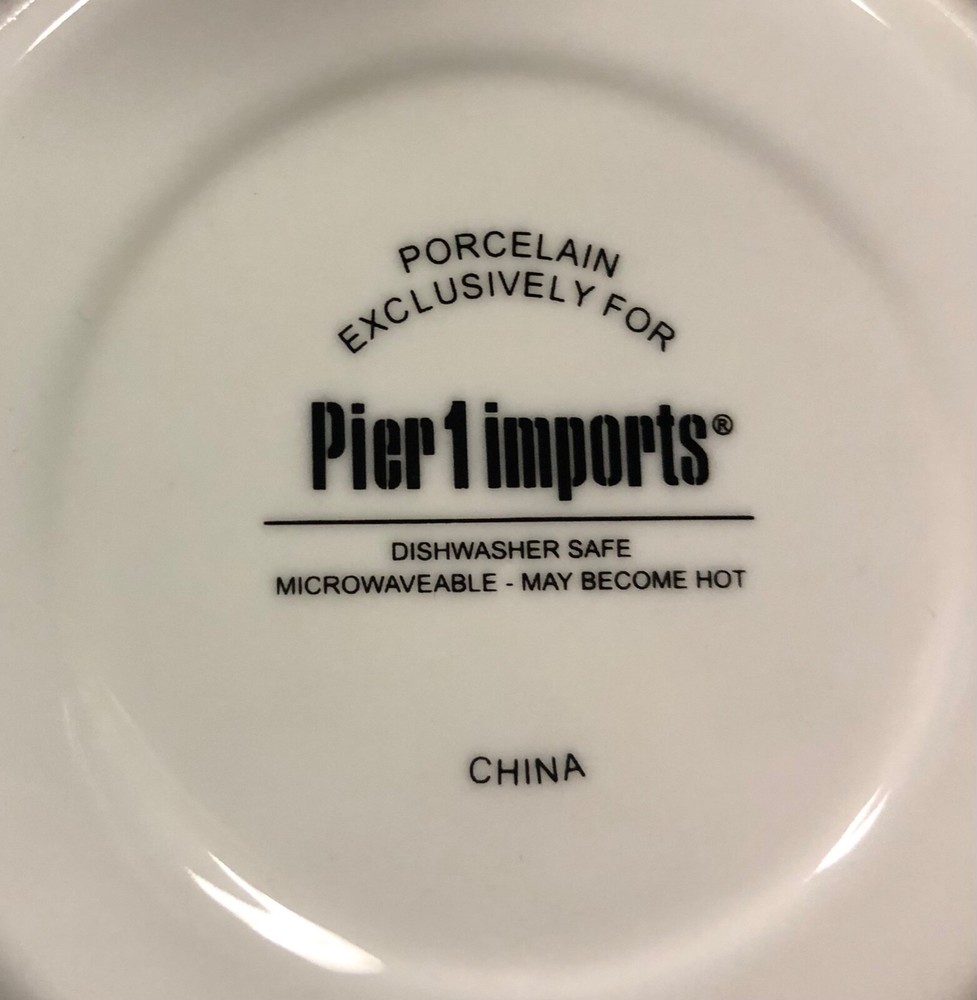 PORCELAIN
EXCLUSIVELY FOR
Pier 1 imports®
DISHWASHER SAFE
MICROWAVEABLE - MAY BECOME HOT
CHINA